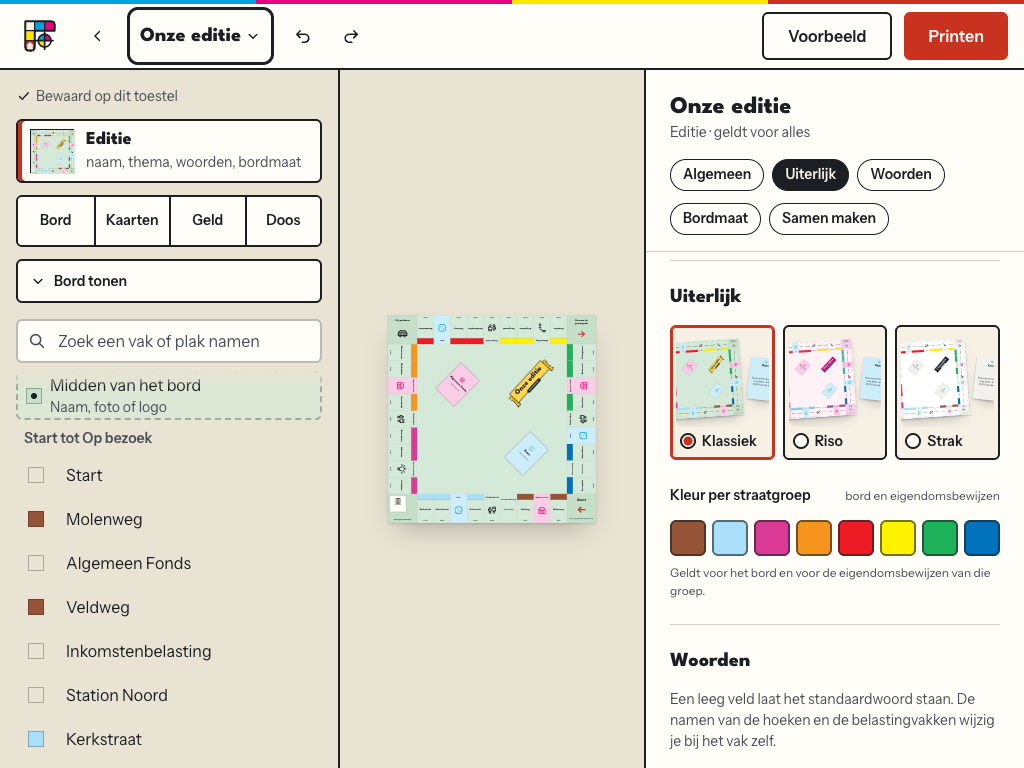 Onze editie
Voorbeeld
Printen
Bewaard op dit toestel
Editie
naam, thema, woorden, bordmaat
Bord
Kaarten
Geld
Doos
Bord tonen
Zoek een vak of plak namen
Midden van het bord
Naam, foto of logo
Start tot Op bezoek
Start
Molenweg
Algemeen Fonds
Veldweg
Inkomstenbelasting
Station Noord
Kerkstraat
Onze editie
Start
Onze editie
Editie · geldt voor alles
Algemeen
Uiterlijk
Woorden
Bordmaat
Samen maken
Uiterlijk
Klassiek
Riso
Strak
Kleur per straatgroep
bord en eigendomsbewijzen
Geldt voor het bord en voor de eigendomsbewijzen van die
groep.
Woorden
Een leeg veld laat het standaardwoord staan. De
namen van de hoeken en de belastingvakken wijzig
je bij het vak zelf.